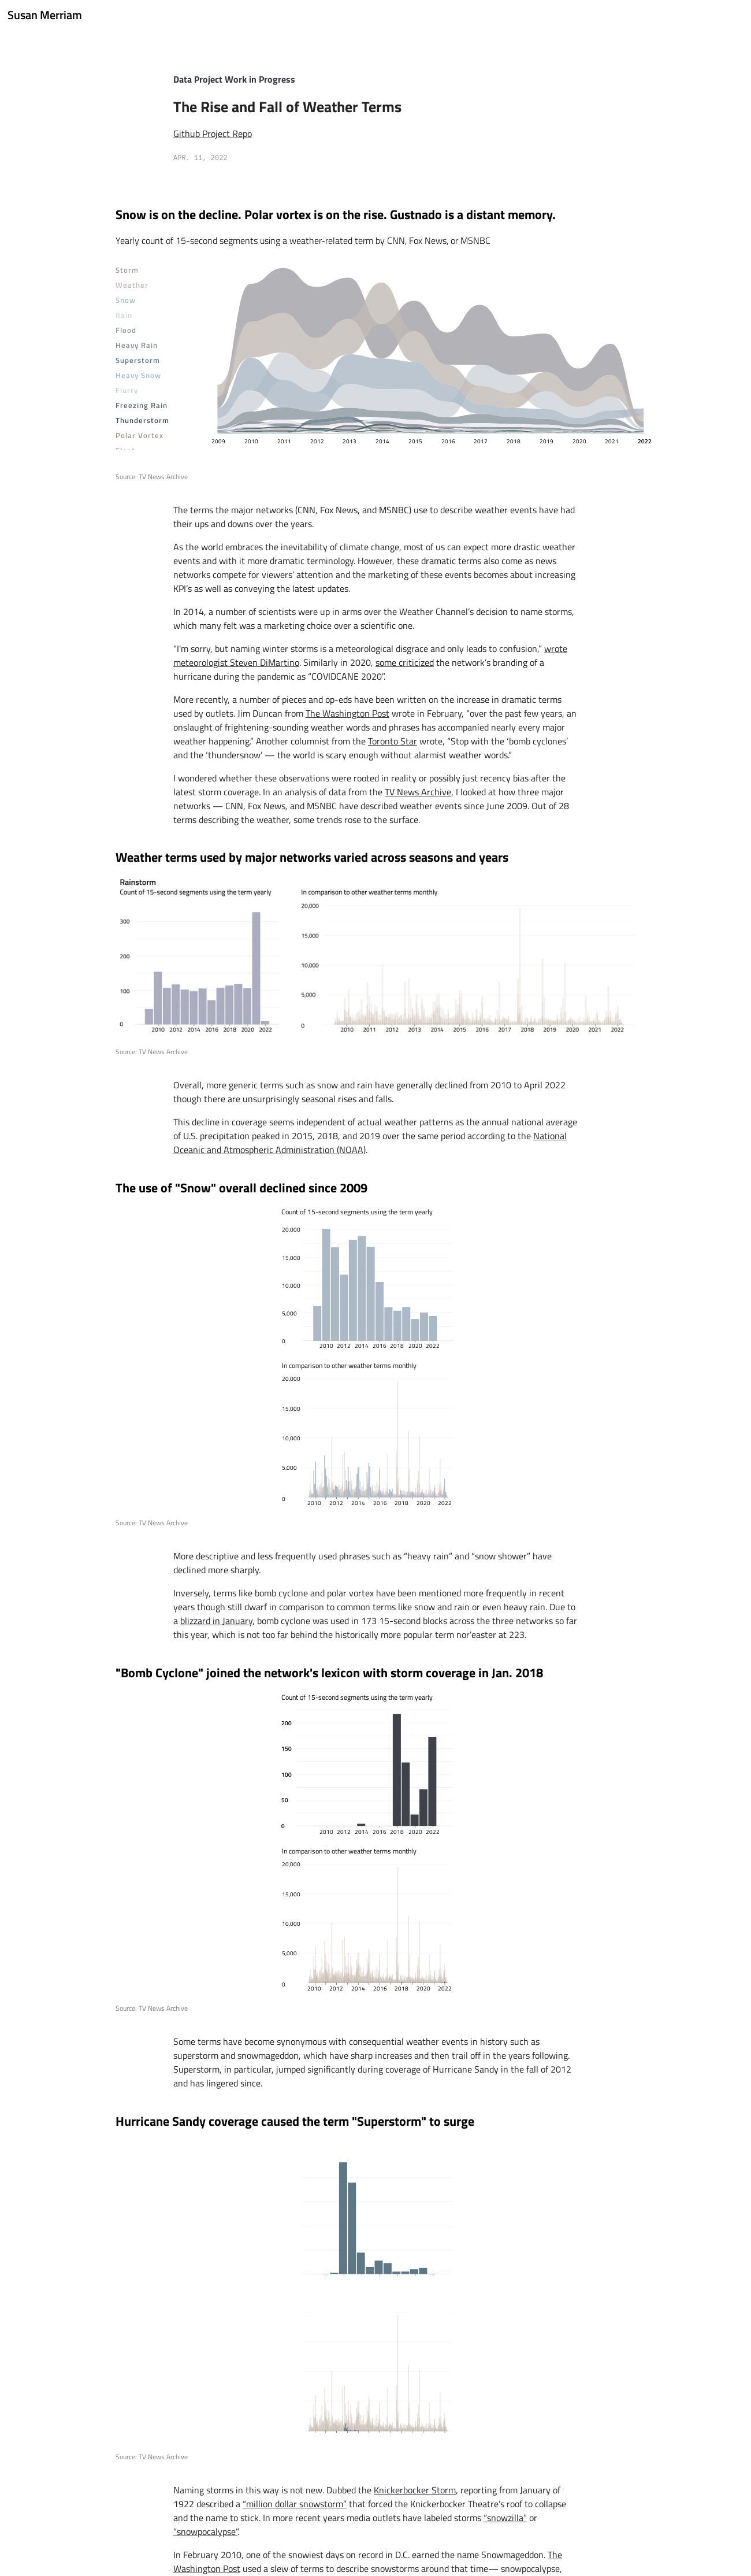 Susan Merriam
Data Project Work in Progress
The Rise and Fall of Weather Terms
Github Project Repo
APR. 11, 2022
Snow is on the decline. Polar vortex is on the rise. Gustnado is a distant memory.
Yearly count of 15-second segments using a weather-related term by CNN, Fox News, or MSNBC
Storm
Weather
Snow
Rain
Flood
Heavy Rain
Superstorm
Heavy Snow
Flurry
Freezing Rain
Thunderstorm
Polar Vortex
2009 2010 2011 2012 2013 2014 2015 2016 2017 2018 2019 2020 2021 2022
Source: TV News Archive
The terms the major networks (CNN, Fox News, and MSNBC) use to describe weather events have had
their ups and downs over the years.
As the world embraces the inevitability of climate change, most of us can expect more drastic weather
events and with it more dramatic terminology. However, these dramatic terms also come as news
networks compete for viewers’ attention and the marketing of these events becomes about increasing
KPI’s as well as conveying the latest updates.
In 2014, a number of scientists were up in arms over the Weather Channel’s decision to name storms,
which many felt was a marketing choice over a scientific one.
“I’m sorry, but naming winter storms is a meteorological disgrace and only leads to confusion,” wrote
meteorologist Steven DiMartino. Similarly in 2020, some criticized the network’s branding of a
hurricane during the pandemic as “COVIDCANE 2020”.
More recently, a number of pieces and op-eds have been written on the increase in dramatic terms
used by outlets. Jim Duncan from The Washington Post wrote in February, “over the past few years, an
onslaught of frightening-sounding weather words and phrases has accompanied nearly every major
weather happening.” Another columnist from the Toronto Star wrote, “Stop with the ‘bomb cyclones’
and the ‘thundersnow’ — the world is scary enough without alarmist weather words.”
I wondered whether these observations were rooted in reality or possibly just recency bias after the
latest storm coverage. In an analysis of data from the TV News Archive, I looked at how three major
networks — CNN, Fox News, and MSNBC have described weather events since June 2009. Out of 28
terms describing the weather, some trends rose to the surface.
Weather terms used by major networks varied across seasons and years
Rainstorm
Count of 15-second segments using the term yearly
300
200
100
0
2010 2012 2014 2016 2018 2020 2022
In comparison to other weather terms monthly
20,000
15,000
10,000
5,000
0
2010 2011 2012 2013 2014 2015 2016 2017 2018 2019 2020 2021 2022
Source: TV News Archive
Overall, more generic terms such as snow and rain have generally declined from 2010 to April 2022
though there are unsurprisingly seasonal rises and falls.
This decline in coverage seems independent of actual weather patterns as the annual national average
of U.S. precipitation peaked in 2015, 2018, and 2019 over the same period according to the National
Oceanic and Atmospheric Administration (NOAA).
The use of "Snow" overall declined since 2009
Count of 15-second segments using the term yearly
20,000
15,000
10,000
5,000
0
2010 2012 2014 2016 2018 2020 2022
In comparison to other weather terms monthly
20,000
15,000
10,000
5,000
0
2010 2012 2014 2016 2018 2020 2022
Source: TV News Archive
More descriptive and less frequently used phrases such as “heavy rain” and “snow shower” have
declined more sharply.
Inversely, terms like bomb cyclone and polar vortex have been mentioned more frequently in recent
years though still dwarf in comparison to common terms like snow and rain or even heavy rain. Due to
a blizzard in January, bomb cyclone was used in 173 15-second blocks across the three networks so far
this year, which is not too far behind the historically more popular term nor’easter at 223.
"Bomb Cyclone" joined the network's lexicon with storm coverage in Jan. 2018
Count of 15-second segments using the term yearly
200
150
100
50
0
2010 2012 2014 2016 2018 2020 2022
In comparison to other weather terms monthly
20,000
15,000
10,000
5,000
0
2010 2012 2014 2016 2018 2020 2022
Source: TV News Archive
Some terms have become synonymous with consequential weather events in history such as
superstorm and snowmageddon, which have sharp increases and then trail off in the years following.
Superstorm, in particular, jumped significantly during coverage of Hurricane Sandy in the fall of 2012
and has lingered since.
Hurricane Sandy coverage caused the term "Superstorm" to surge
Source: TV News Archive
Naming storms in this way is not new. Dubbed the Knickerbocker Storm, reporting from January of
1922 described a “million dollar snowstorm” that forced the Knickerbocker Theatre’s roof to collapse
and the name to stick. In more recent years media outlets have labeled storms “snowzilla” or
“snowpocalypse”.
In February 2010, one of the snowiest days on record in D.C. earned the name Snowmageddon. The
Washington Post used a slew of terms to describe snowstorms around that time— snowpocalypse,